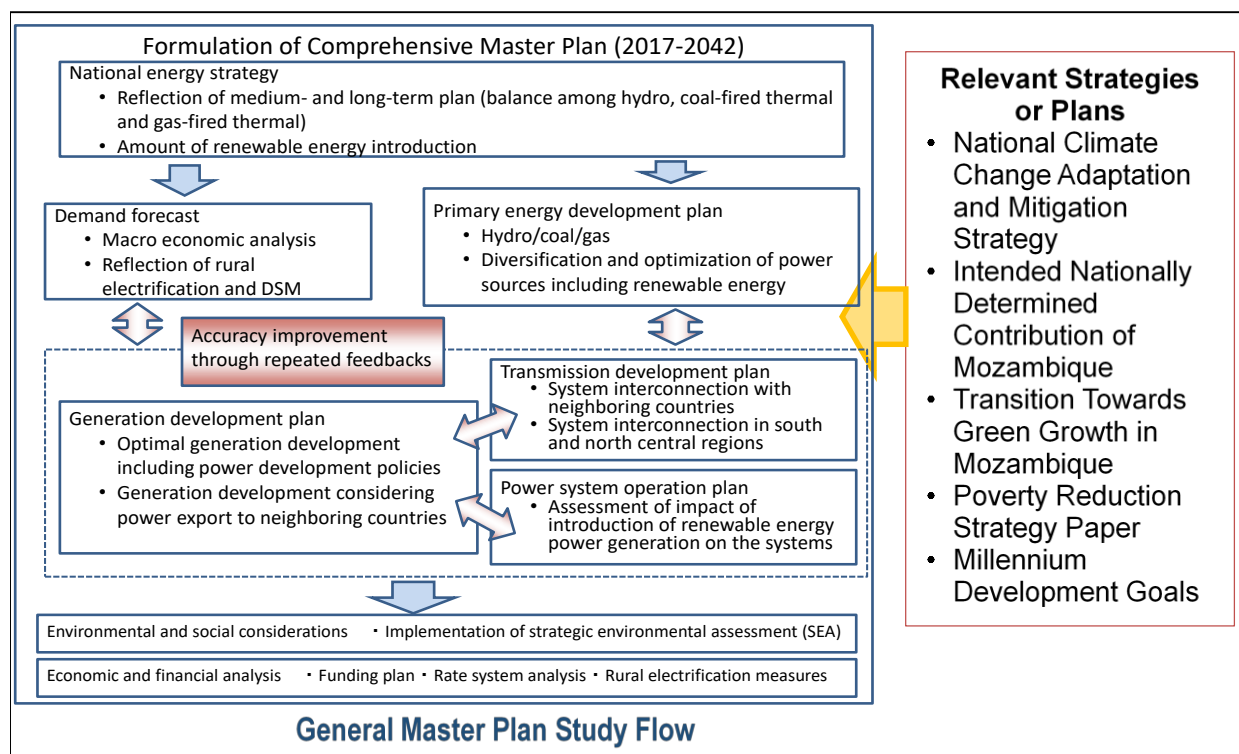 Formulation of Comprehensive Master Plan (2017-2042)
National energy strategy
• Reflection of medium- and long-term plan (balance among hydro, coal-fired thermal
and gas-fired thermal)
• Amount of renewable energy introduction
Demand forecast
• Macro economic analysis
• Reflection of rural
electrification and DSM
Primary energy development plan
• Hydro/coal/gas
• Diversification and optimization of power
sources including renewable energy
Accuracy improvement
through repeated feedbacks
Generation development plan
• Optimal generation development
including power development policies
• Generation development considering
power export to neighboring countries
Transmission development plan
• System interconnection with
neighboring countries
• System interconnection in south
and north central regions
Power system operation plan
• Assessment of impact of
introduction of renewable energy
power generation on the systems
Environmental and social considerations ・Implementation of strategic environmental assessment (SEA)
Economic and financial analysis ・Funding plan・Rate system analysis・Rural electrification measures
General Master Plan Study Flow
Relevant Strategies
or Plans
• National Climate
Change Adaptation
and Mitigation
Strategy
• Intended Nationally
Determined
Contribution of
Mozambique
• Transition Towards
Green Growth in
Mozambique
• Poverty Reduction
Strategy Paper
• Millennium
Development Goals